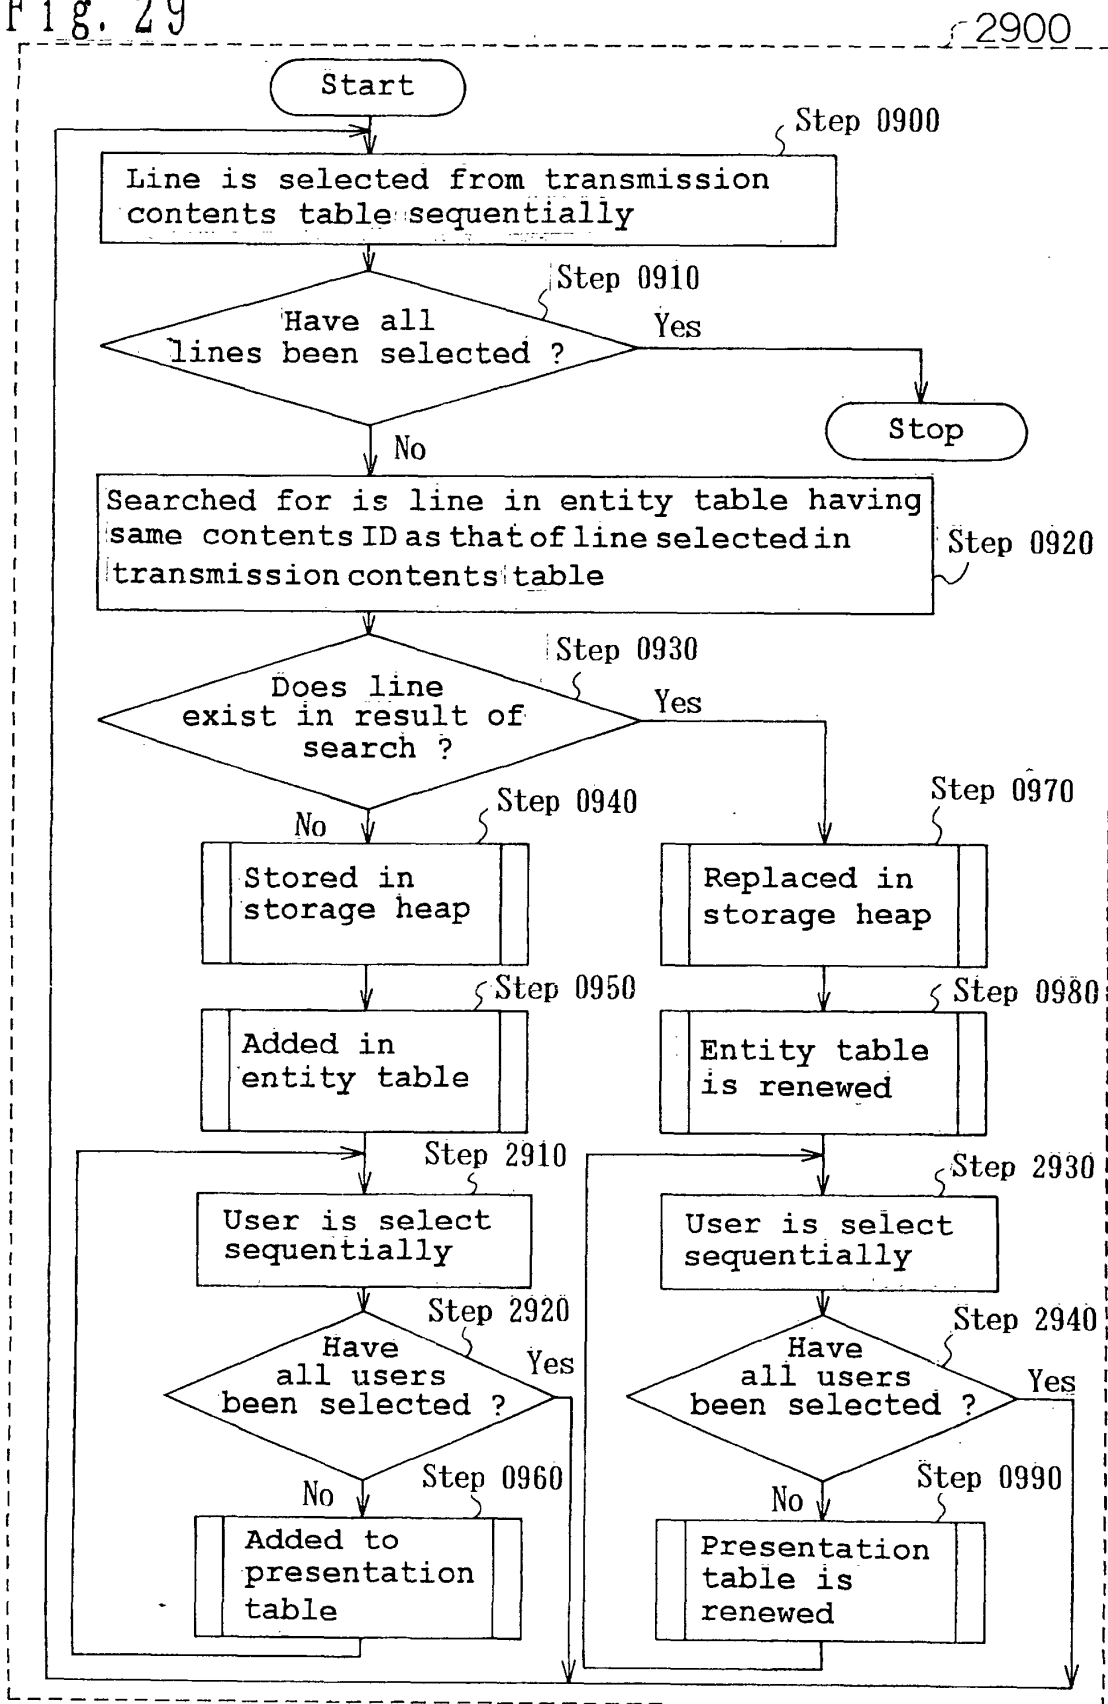 Fig. 29
2900
Start
Step 0900
Line is selected from transmission
contents table sequentially
Step 0910
Have all
lines been selected ?
Yes
Stop
No
Searched for is line in entity table having
same contents ID as that of line selected in
transmission contents table
Step 0920
Step 0930
Does line
exist in result of
search ?
Yes
No
Step 0940
Step 0970
Stored in
storage heap
Replaced in
storage heap
Step 0950
Step 0980
Added in
entity table
Entity table
is renewed
Step 2910
Step 2930
User is select
sequentially
User is select
sequentially
Step 2920
Step 2940
Have
all users
been selected ?
Yes
Have
all users
been selected ?
Yes
No
Step 0960
No
Step 0990
Added to
presentation
table
Presentation
table is
renewed